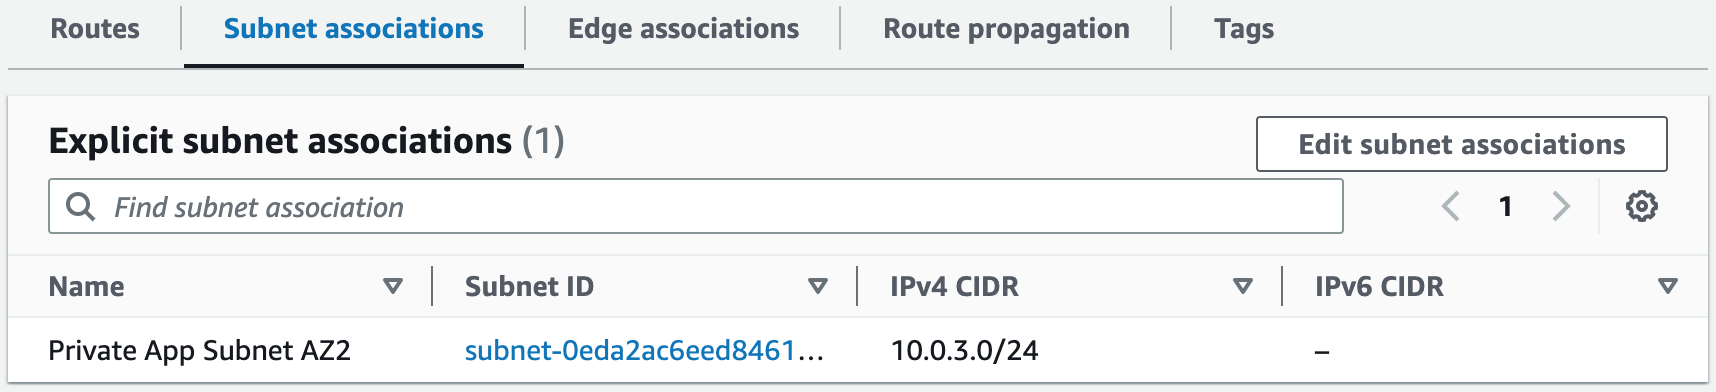 Routes Subnet associations Edge associations Route propagation Tags
Explicit subnet associations (1)
Edit subnet associations
Find subnet association
1
Name Subnet ID IPv4 CIDR IPv6 CIDR
Private App Subnet AZ2 subnet-0eda2ac6eed8461... 10.0.3.0/24 –